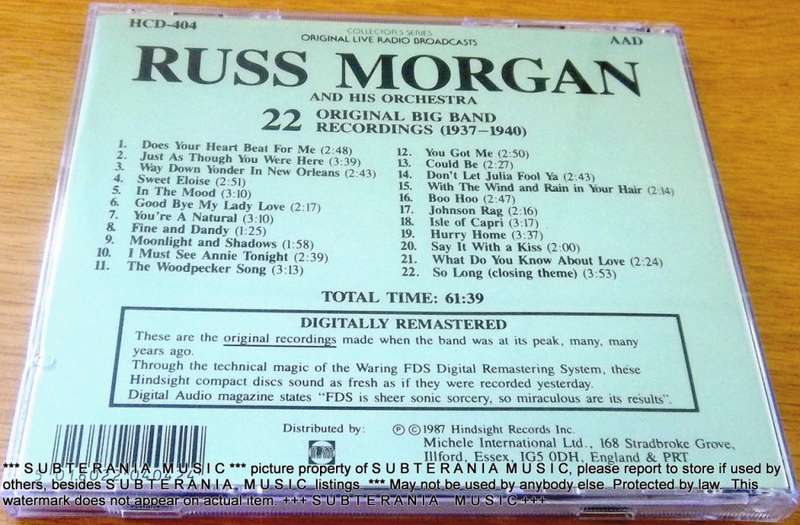 HCD-404
COLLECTOR'S SERIES
ORIGINAL LIVE RADIO BROADCASTS
AAD
RUSS MORGAN
AND HIS ORCHESTRA
22 ORIGINAL BIG BAND
RECORDINGS (1937–1940)
1. Does Your Heart Beat For Me (2:48)
2. Just As Though You Were Here (3:39)
3. Way Down Yonder In New Orleans (2:43)
4. Sweet Eloise (2:51)
5. In The Mood (3:10)
6. Good Bye My Lady Love (2:17)
7. You're A Natural (3:10)
8. Fine and Dandy (1:25)
9. Moonlight and Shadows (1:58)
10. I Must See Annie Tonight (2:39)
11. The Woodpecker Song (3:13)
12. You Got Me (2:50)
13. Could Be (2:27)
14. Don't Let Julia Fool Ya (2:43)
15. With The Wind and Rain in Your Hair (2:14)
16. Boo Hoo (2:47)
17. Johnson Rag (2:16)
18. Isle of Capri (3:17)
19. Hurry Home (3:37)
20. Say It With a Kiss (2:00)
21. What Do You Know About Love (2:24)
22. So Long (closing theme) (3:53)
TOTAL TIME: 61:39
DIGITALLY REMASTERED
These are the original recordings made when the band was at its peak, many, many
years ago.
Through the technical magic of the Waring FDS Digital Remastering System, these
Hindsight compact discs sound as fresh as if they were recorded yesterday.
Digital Audio magazine states "FDS is sheer sonic sorcery, so miraculous are its results".
Distributed by:
℗ ©1987 Hindsight Records Inc.
Michele International Ltd., 168 Stradbroke Grove,
Illford, Essex, IG5 0DH, England & PRT
*** S U B T E R A N I A M U S I C *** picture property of S U B T E R A N I A M U S I C, please report to store if used by
others, besides S U B T E R A N I A M U S I C listings *** May not be used by anybody else. Protected by law. This
watermark does not appear on actual item. +++ S U B T E R A N I A M U S I C +++